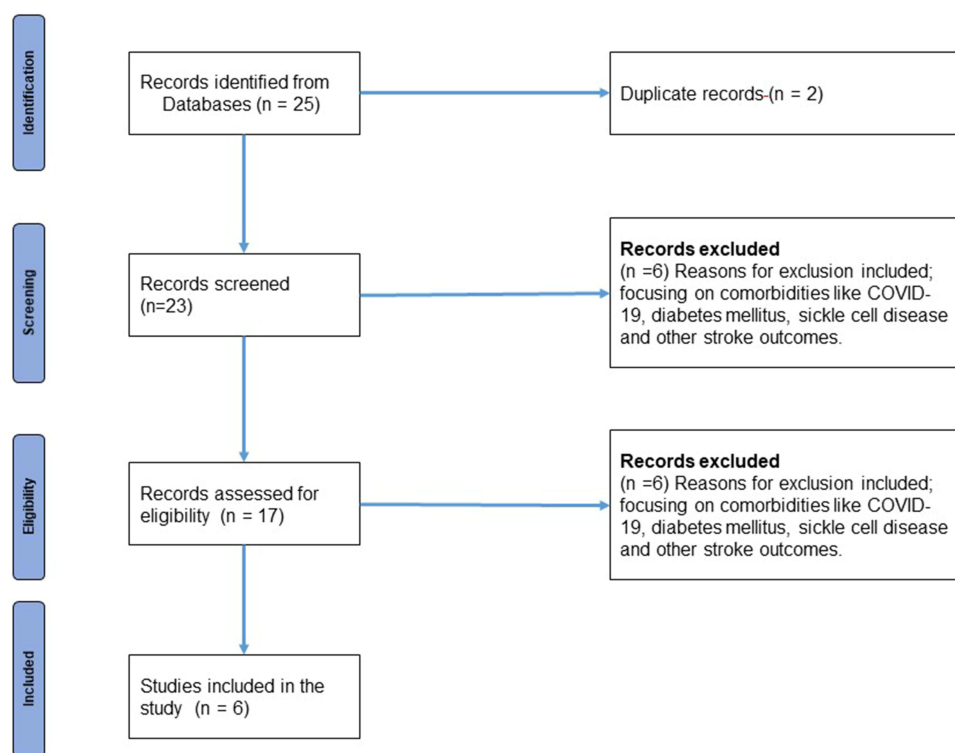 Identification
Records identified from
Databases (n = 25)
Duplicate records-(n = 2)
Screening
Records screened
(n=23)
Records excluded
(n =6) Reasons for exclusion included;
focusing on comorbidities like COVID-
19, diabetes mellitus, sickle cell disease
and other stroke outcomes.
Eligibility
Records assessed for
eligibility (n = 17)
Records excluded
(n =6) Reasons for exclusion included;
focusing on comorbidities like COVID-
19, diabetes mellitus, sickle cell disease
and other stroke outcomes.
Included
Studies included in the
study (n = 6)